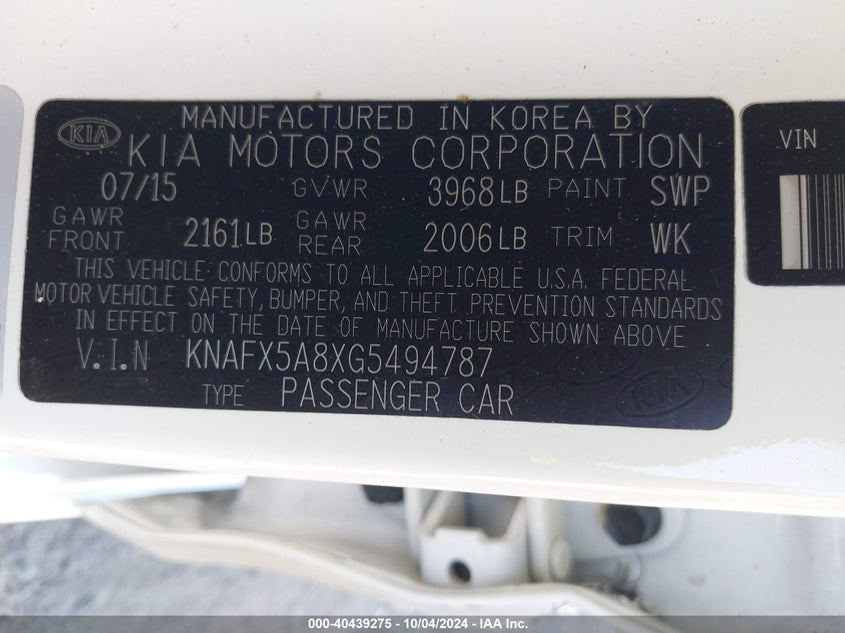 MANUFACTURED IN KOREA BY
KIA KIA MOTORS CORPORATION
07/15 GVWR 3968LB PAINT SWP
GAWR FRONT 2161LB GAWR REAR 2006LB TRIM WK
THIS VEHICLE CONFORMS TO ALL APPLICABLE U.S.A. FEDERAL
MOTOR VEHICLE SAFETY, BUMPER, AND THEFT PREVENTION STANDARDS
IN EFFECT ON THE DATE OF MANUFACTURE SHOWN ABOVE
V.I.N KNAFX5A8XG5494787
TYPE PASSENGER CAR
KIA
VIN
000-40439275 - 10/04/2024 - IAA Inc.